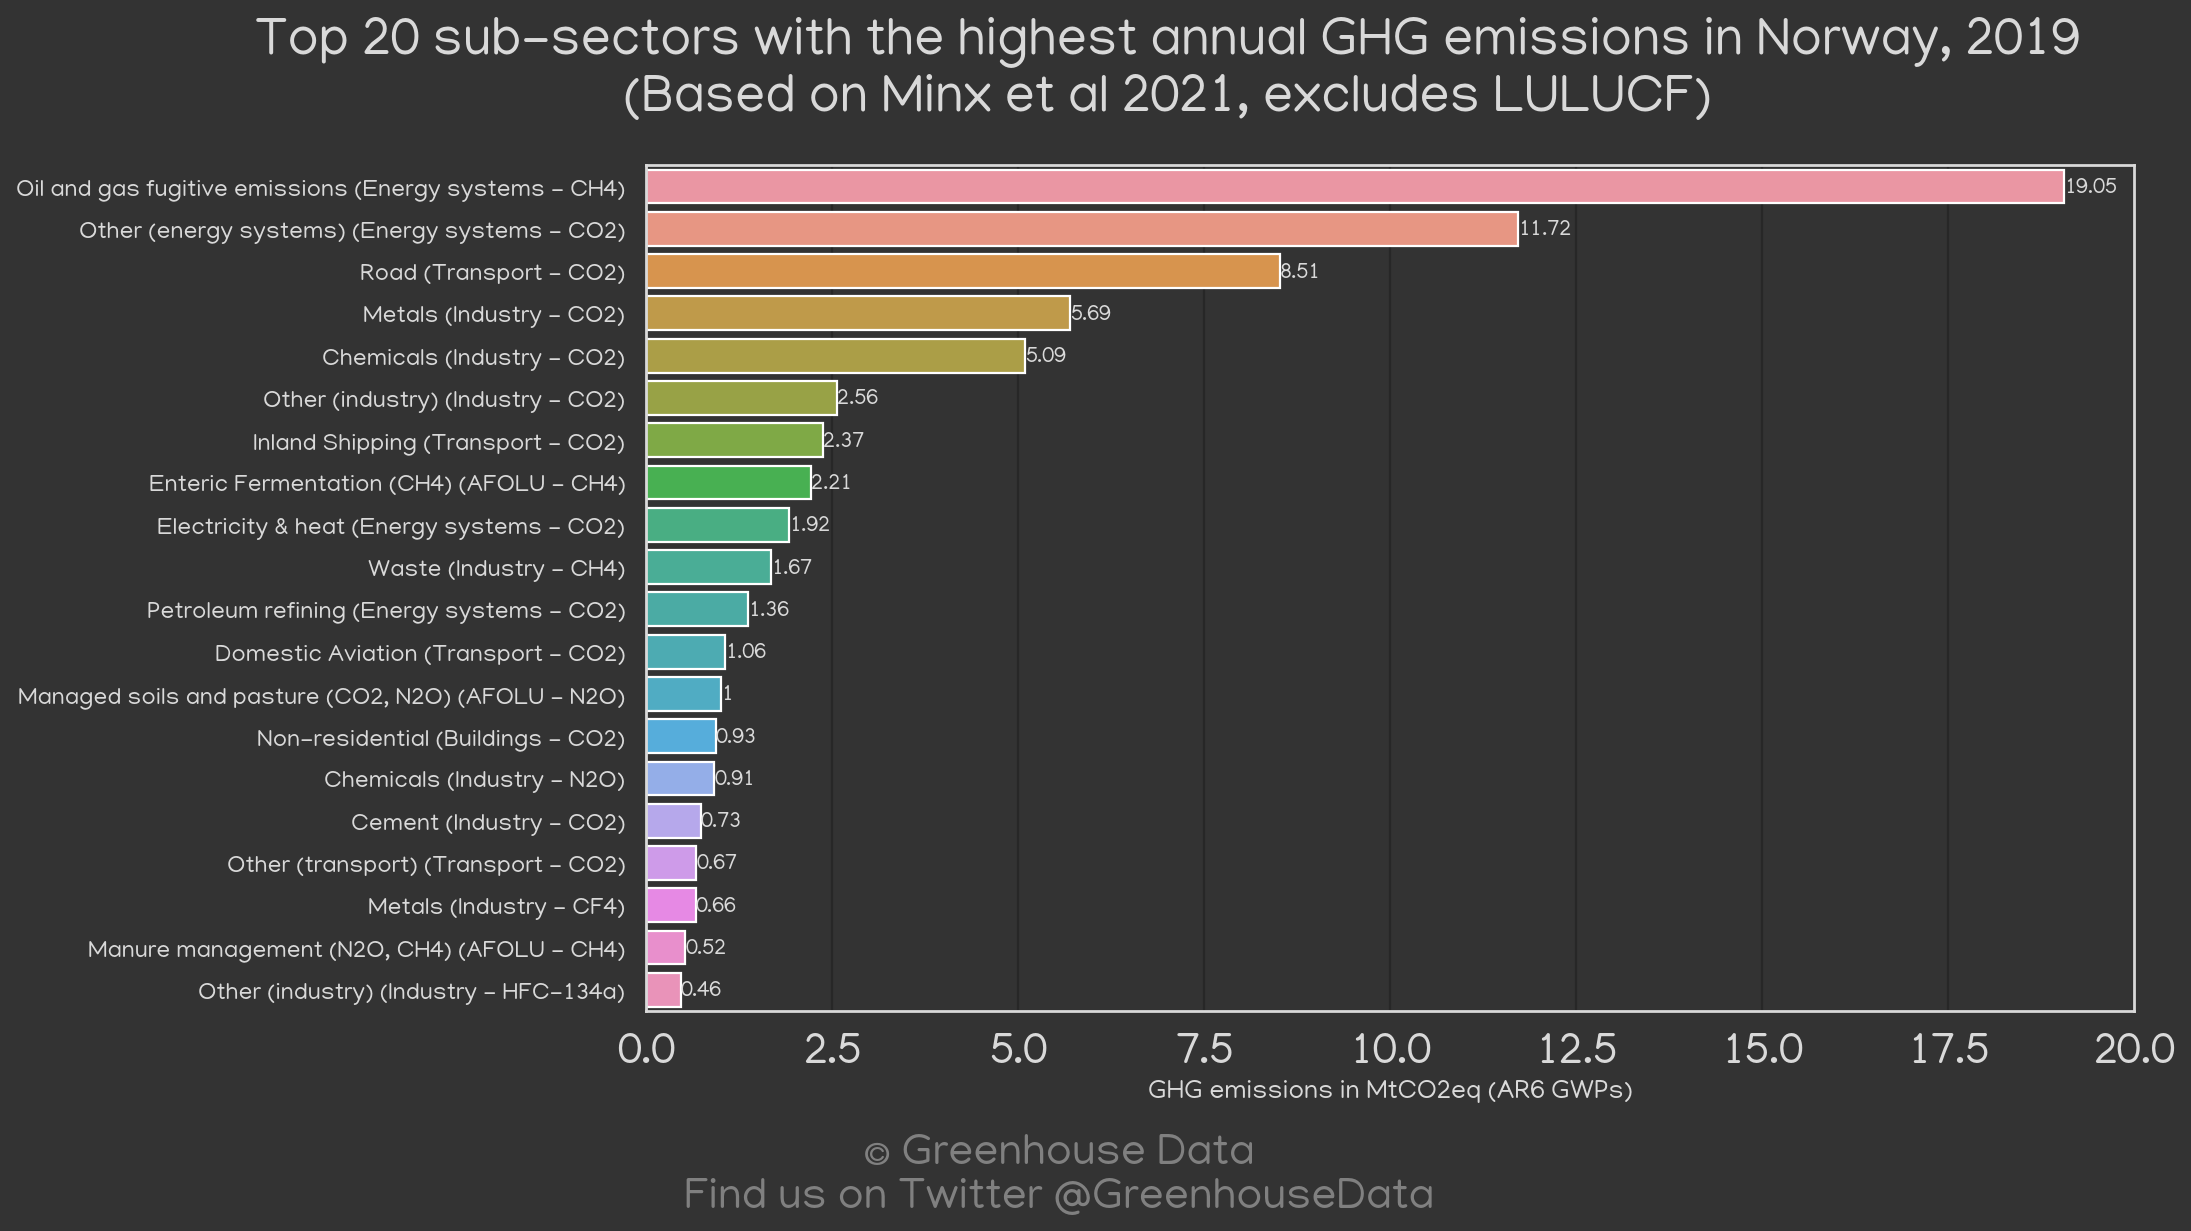 Top 20 sub-sectors with the highest annual GHG emissions in Norway, 2019
(Based on Minx et al 2021, excludes LULUCF)
Oil and gas fugitive emissions (Energy systems - CH4) 19.05
Other (energy systems) (Energy systems - CO2) 11.72
Road (Transport - CO2) 8.51
Metals (Industry - CO2) 5.69
Chemicals (Industry - CO2) 5.09
Other (industry) (Industry - CO2) 2.56
Inland Shipping (Transport - CO2) 2.37
Enteric Fermentation (CH4) (AFOLU - CH4) 2.21
Electricity & heat (Energy systems - CO2) 1.92
Waste (Industry - CH4) 1.67
Petroleum refining (Energy systems - CO2) 1.36
Domestic Aviation (Transport - CO2) 1.06
Managed soils and pasture (CO2, N2O) (AFOLU - N2O) 1
Non-residential (Buildings - CO2) 0.93
Chemicals (Industry - N2O) 0.91
Cement (Industry - CO2) 0.73
Other (transport) (Transport - CO2) 0.67
Metals (Industry - CF4) 0.66
Manure management (N2O, CH4) (AFOLU - CH4) 0.52
Other (industry) (Industry - HFC-134a) 0.46
0.0 2.5 5.0 7.5 10.0 12.5 15.0 17.5 20.0
GHG emissions in MtCO2eq (AR6 GWPs)
© Greenhouse Data
Find us on Twitter @GreenhouseData